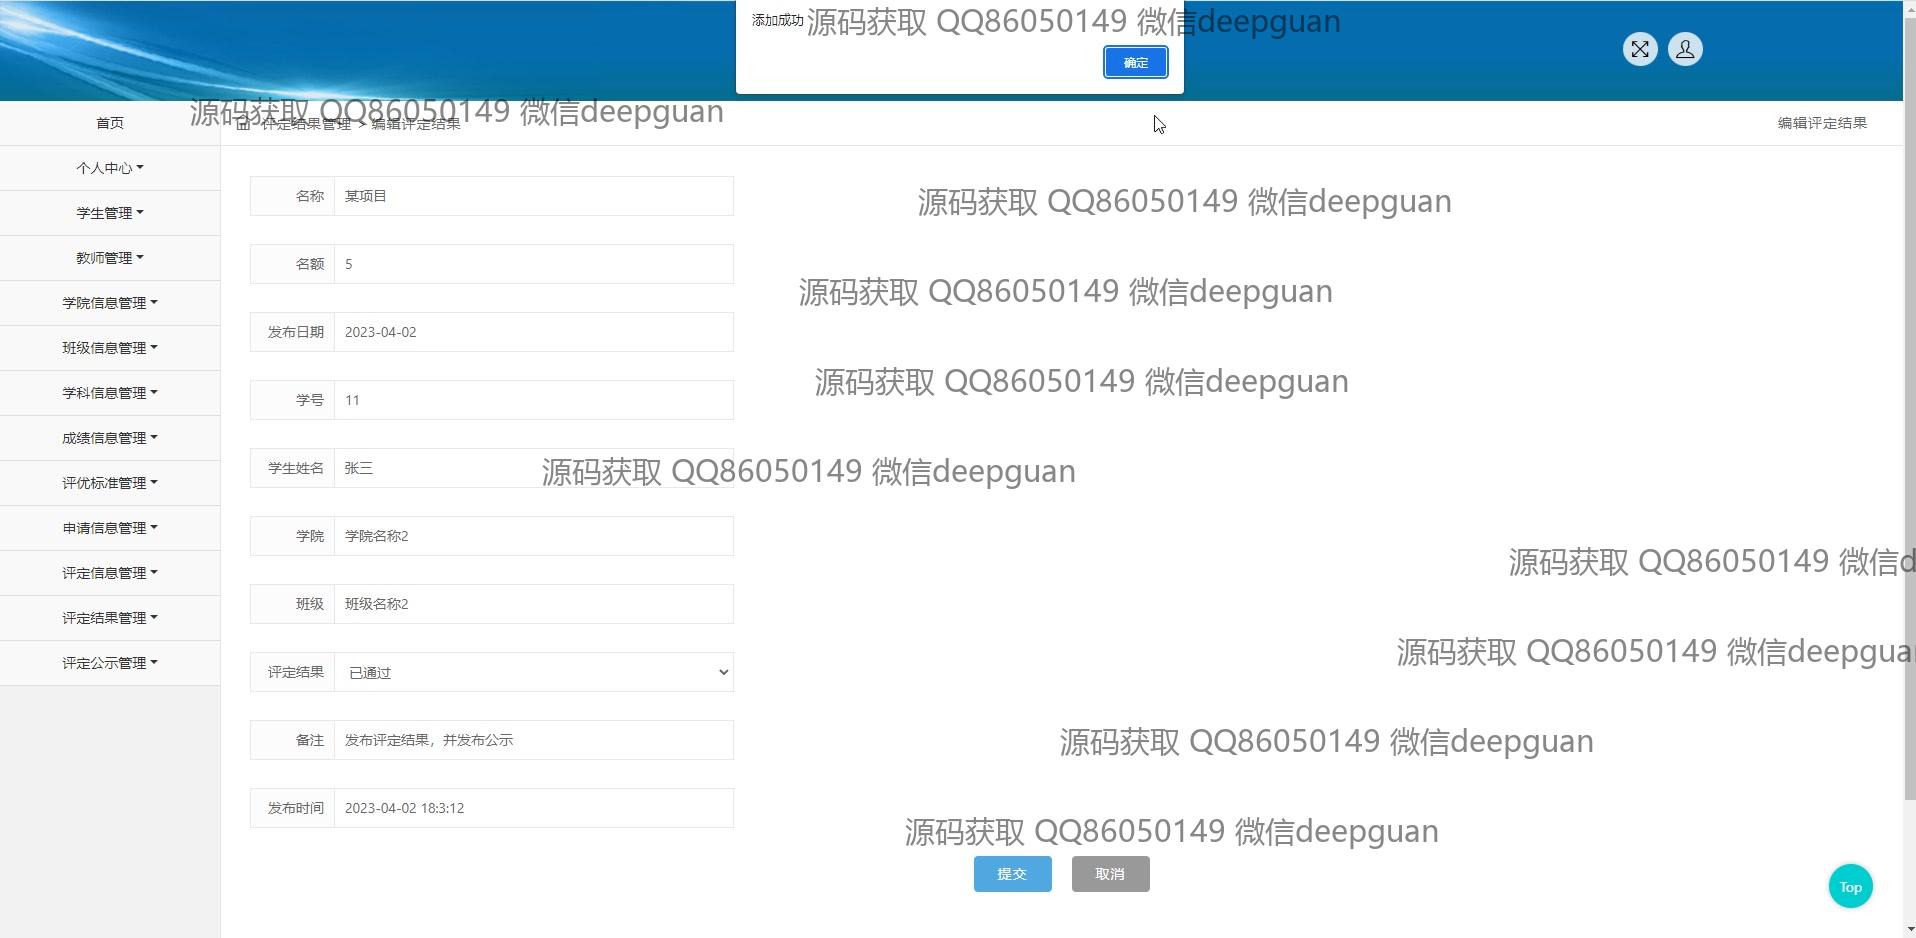 添加成功
源码获取 QQ86050149 微信deepguan
确定
源码获取 QQ86050149 微信deepguan
首页
评定结果管理 > 编辑评定结果
编辑评定结果
个人中心
学生管理
教师管理
学院信息管理
班级信息管理
学科信息管理
成绩信息管理
评优标准管理
申请信息管理
评定信息管理
评定结果管理
评定公示管理
名称 某项目
源码获取 QQ86050149 微信deepguan
名额 5
源码获取 QQ86050149 微信deepguan
发布日期 2023-04-02
源码获取 QQ86050149 微信deepguan
学号 11
学生姓名 张三
源码获取 QQ86050149 微信deepguan
学院 学院名称2
源码获取 QQ86050149 微信d
班级 班级名称2
源码获取 QQ86050149 微信deepgua
评定结果 已通过
备注 发布评定结果，并发布公示
源码获取 QQ86050149 微信deepguan
发布时间 2023-04-02 18:3:12
源码获取 QQ86050149 微信deepguan
提交 取消
Top